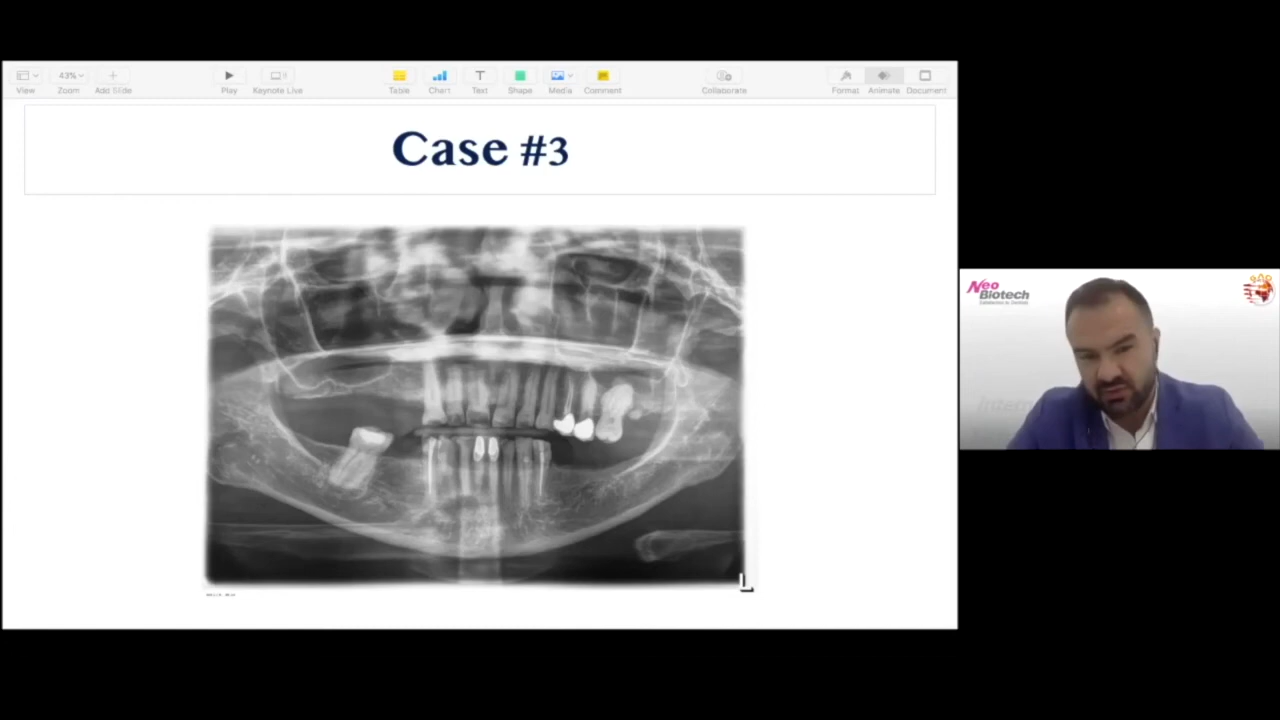 43%
View
Zoom
Add Slide
Play
Keynote Live
Table
Chart
Text
Shape
Media
Comment
Collaborate
Format
Animate
Document
Case #3
L
Neo
Biotech